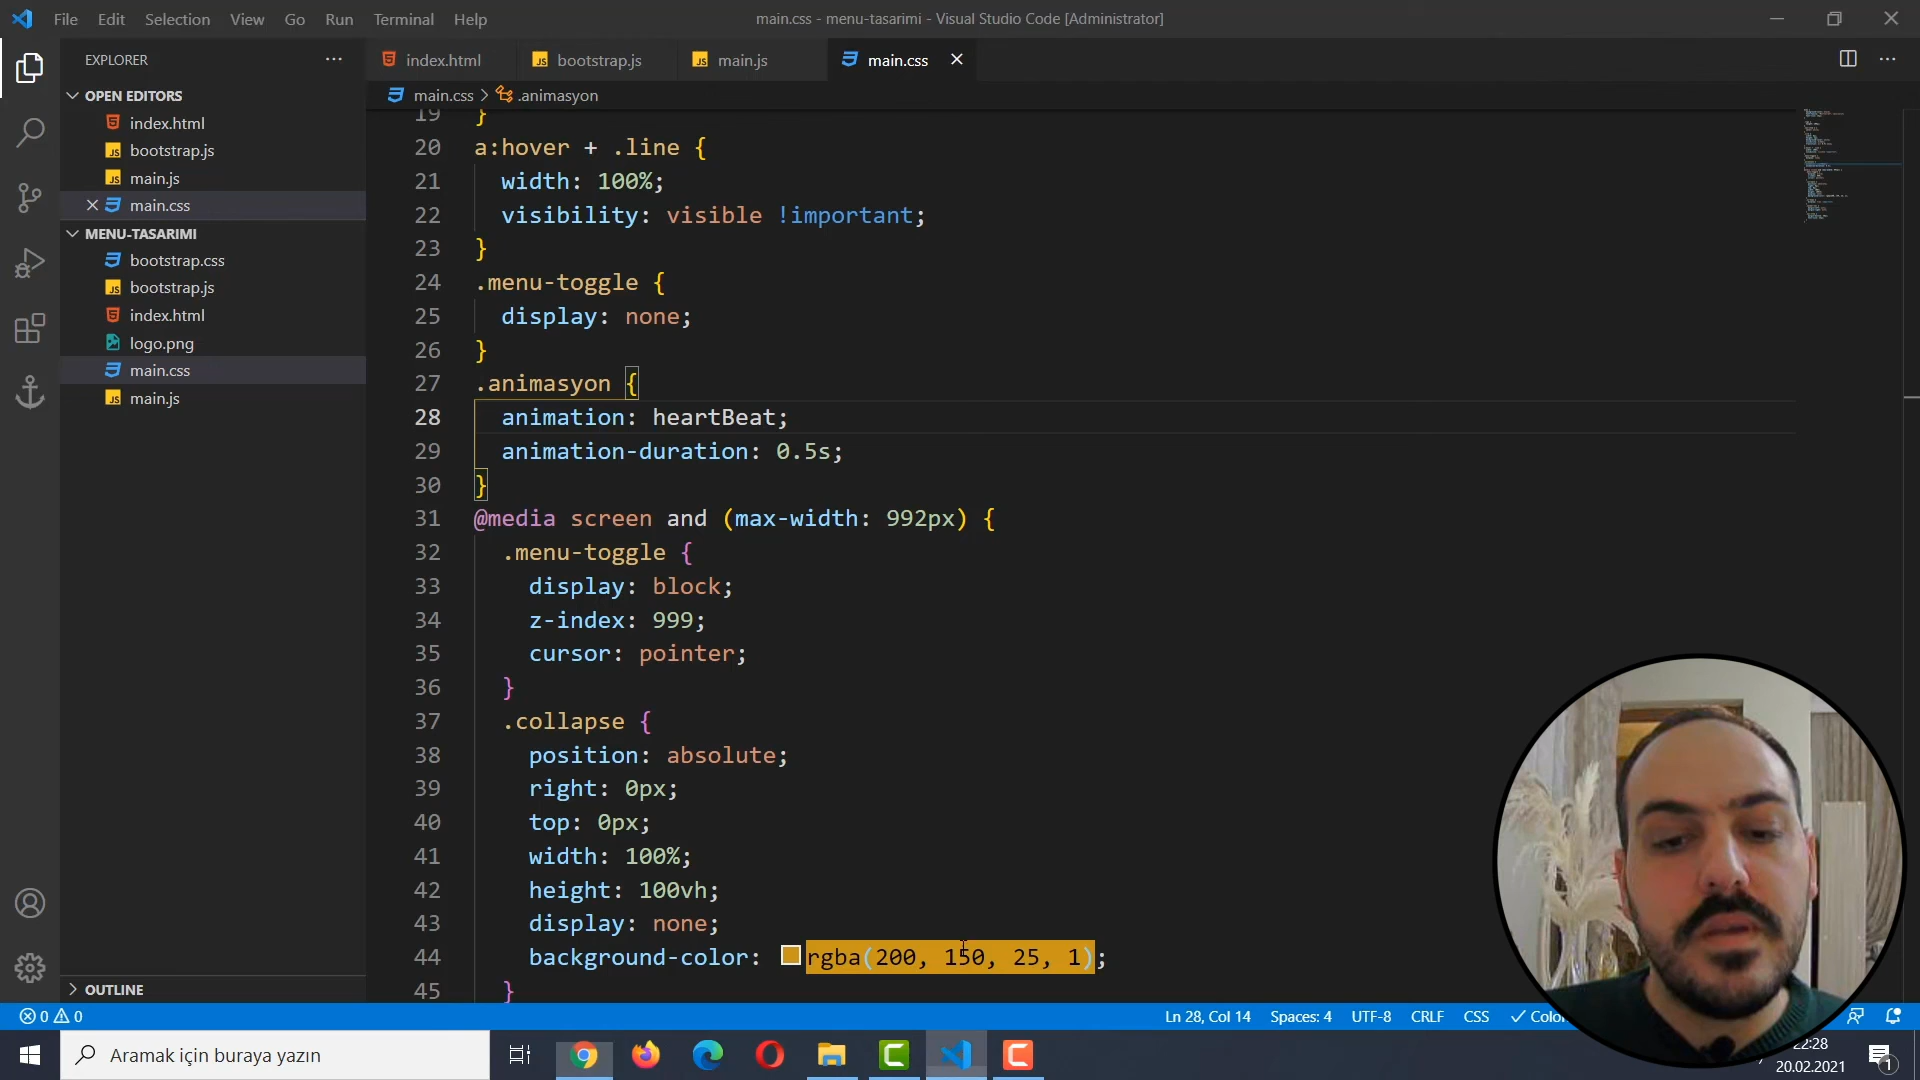 File Edit Selection View Go Run Terminal Help
main.css - menu-tasarimi - Visual Studio Code [Administrator]
EXPLORER
index.html
bootstrap.js
main.js
main.css
OPEN EDITORS
index.html
bootstrap.js
main.js
main.css
MENU-TASARIMI
bootstrap.css
bootstrap.js
index.html
logo.png
main.css
main.js
OUTLINE
main.css > .animasyon
19 }
20 a:hover + .line {
21 width: 100%;
22 visibility: visible !important;
23 }
24 .menu-toggle {
25 display: none;
26 }
27 .animasyon {
28 animation: heartBeat;
29 animation-duration: 0.5s;
30 }
31 @media screen and (max-width: 992px) {
32 .menu-toggle {
33 display: block;
34 z-index: 999;
35 cursor: pointer;
36 }
37 .collapse {
38 position: absolute;
39 right: 0px;
40 top: 0px;
41 width: 100%;
42 height: 100vh;
43 display: none;
44 background-color: rgba(200, 150, 25, 1);
45 }
0 0
Ln 28, Col 14 Spaces: 4 UTF-8 CRLF CSS
Aramak için buraya yazın
22:28
20.02.2021
1